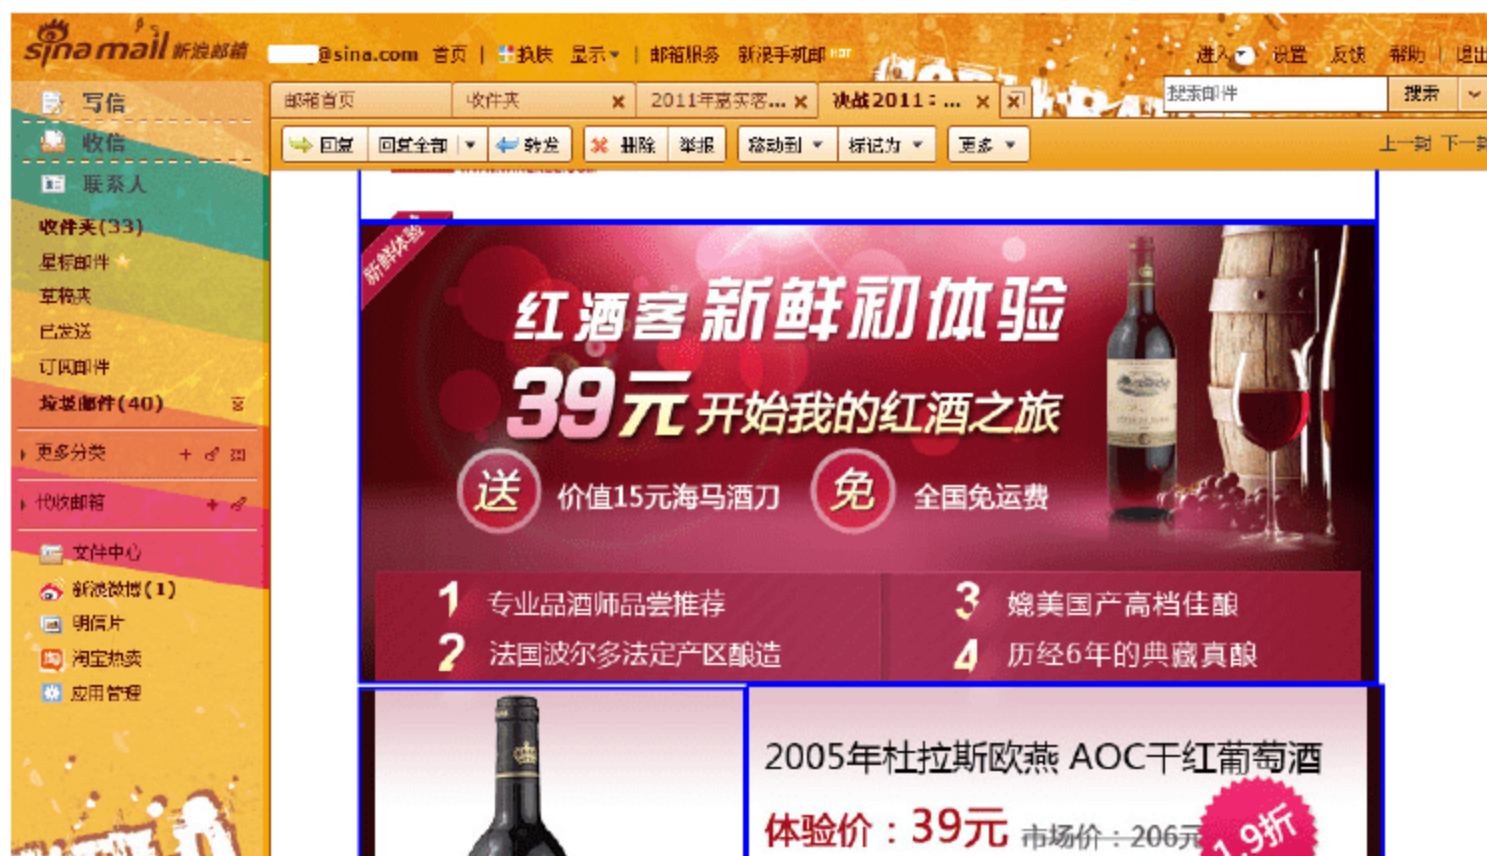 sina mail 新浪邮箱
@sina.com 首页 | 换肤 显示 | 邮箱服务 新浪手机邮 HOT
进入 设置 反馈 帮助 | 退出
搜索邮件 搜索
邮箱首页 收件夹 2011年嘉宾客... 决战2011:...
回复 回复全部 转发 删除 举报 移动到 标记为 更多
上一封 下一封
写信
收信
联系人
收件夹(33)
星标邮件
草稿夹
已发送
订阅邮件
垃圾邮件(40)
更多分类
代收邮箱
文件中心
新浪微博(1)
明信片
淘宝热卖
应用管理
新鲜体验
红酒客新鲜初体验
39元开始我的红酒之旅
送 价值15元海马酒刀 免 全国免运费
1 专业品酒师品尝推荐
2 法国波尔多法定产区酿造
3 媲美国产高档佳酿
4 历经6年的典藏真酿
2005年杜拉斯欧燕 AOC干红葡萄酒
体验价:39元 市场价:206元
1.9折